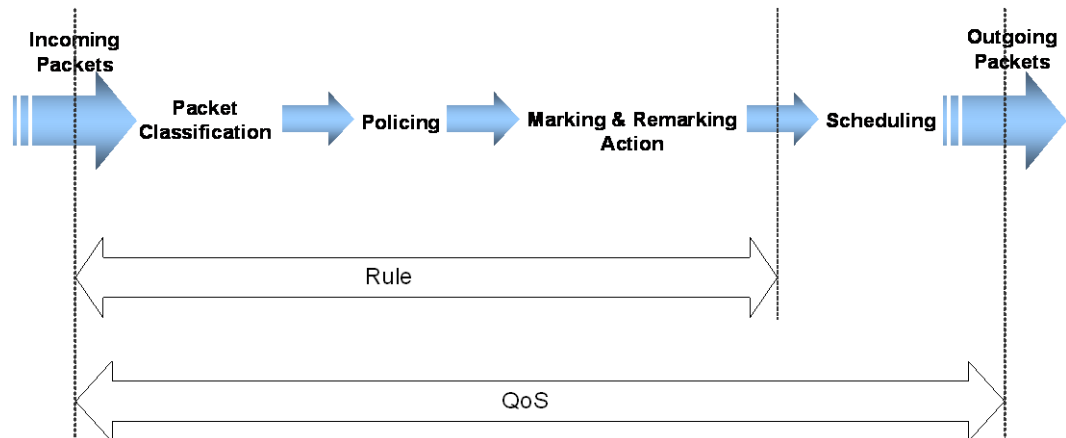 Incoming
Packets
Packet
Classification
Policing
Marking & Remarking
Action
Scheduling
Outgoing
Packets
Rule
QoS